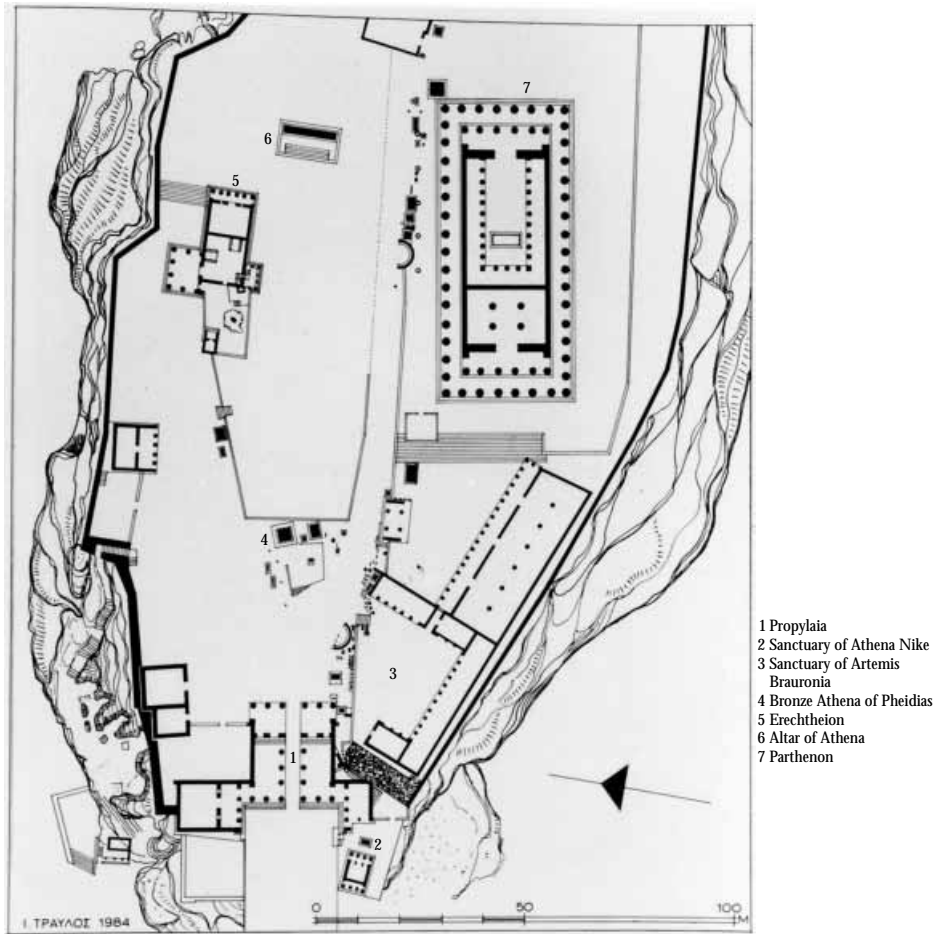 7
6
5
4
3
1
2
0 50 100
M
Ι. ΤΡΑΥΛΟΣ 1984
1 Propylaia
2 Sanctuary of Athena Nike
3 Sanctuary of Artemis
Brauronia
4 Bronze Athena of Pheidias
5 Erechtheion
6 Altar of Athena
7 Parthenon